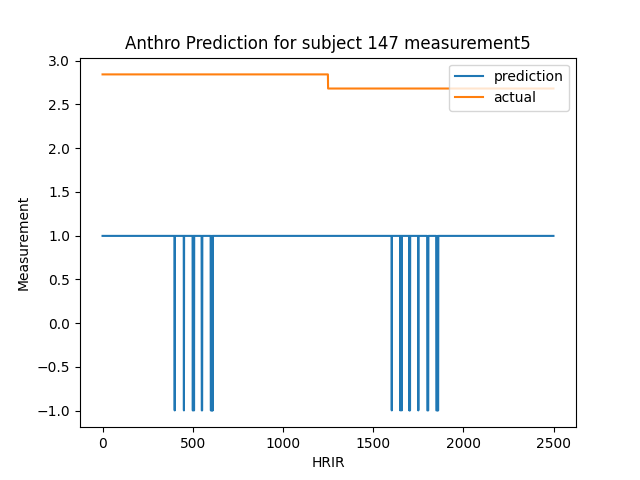 Anthro Prediction for subject 147 measurement5
prediction
actual
3.0
2.5
2.0
1.5
1.0
0.5
0.0
−0.5
−1.0
Measurement
0 500 1000 1500 2000 2500
HRIR